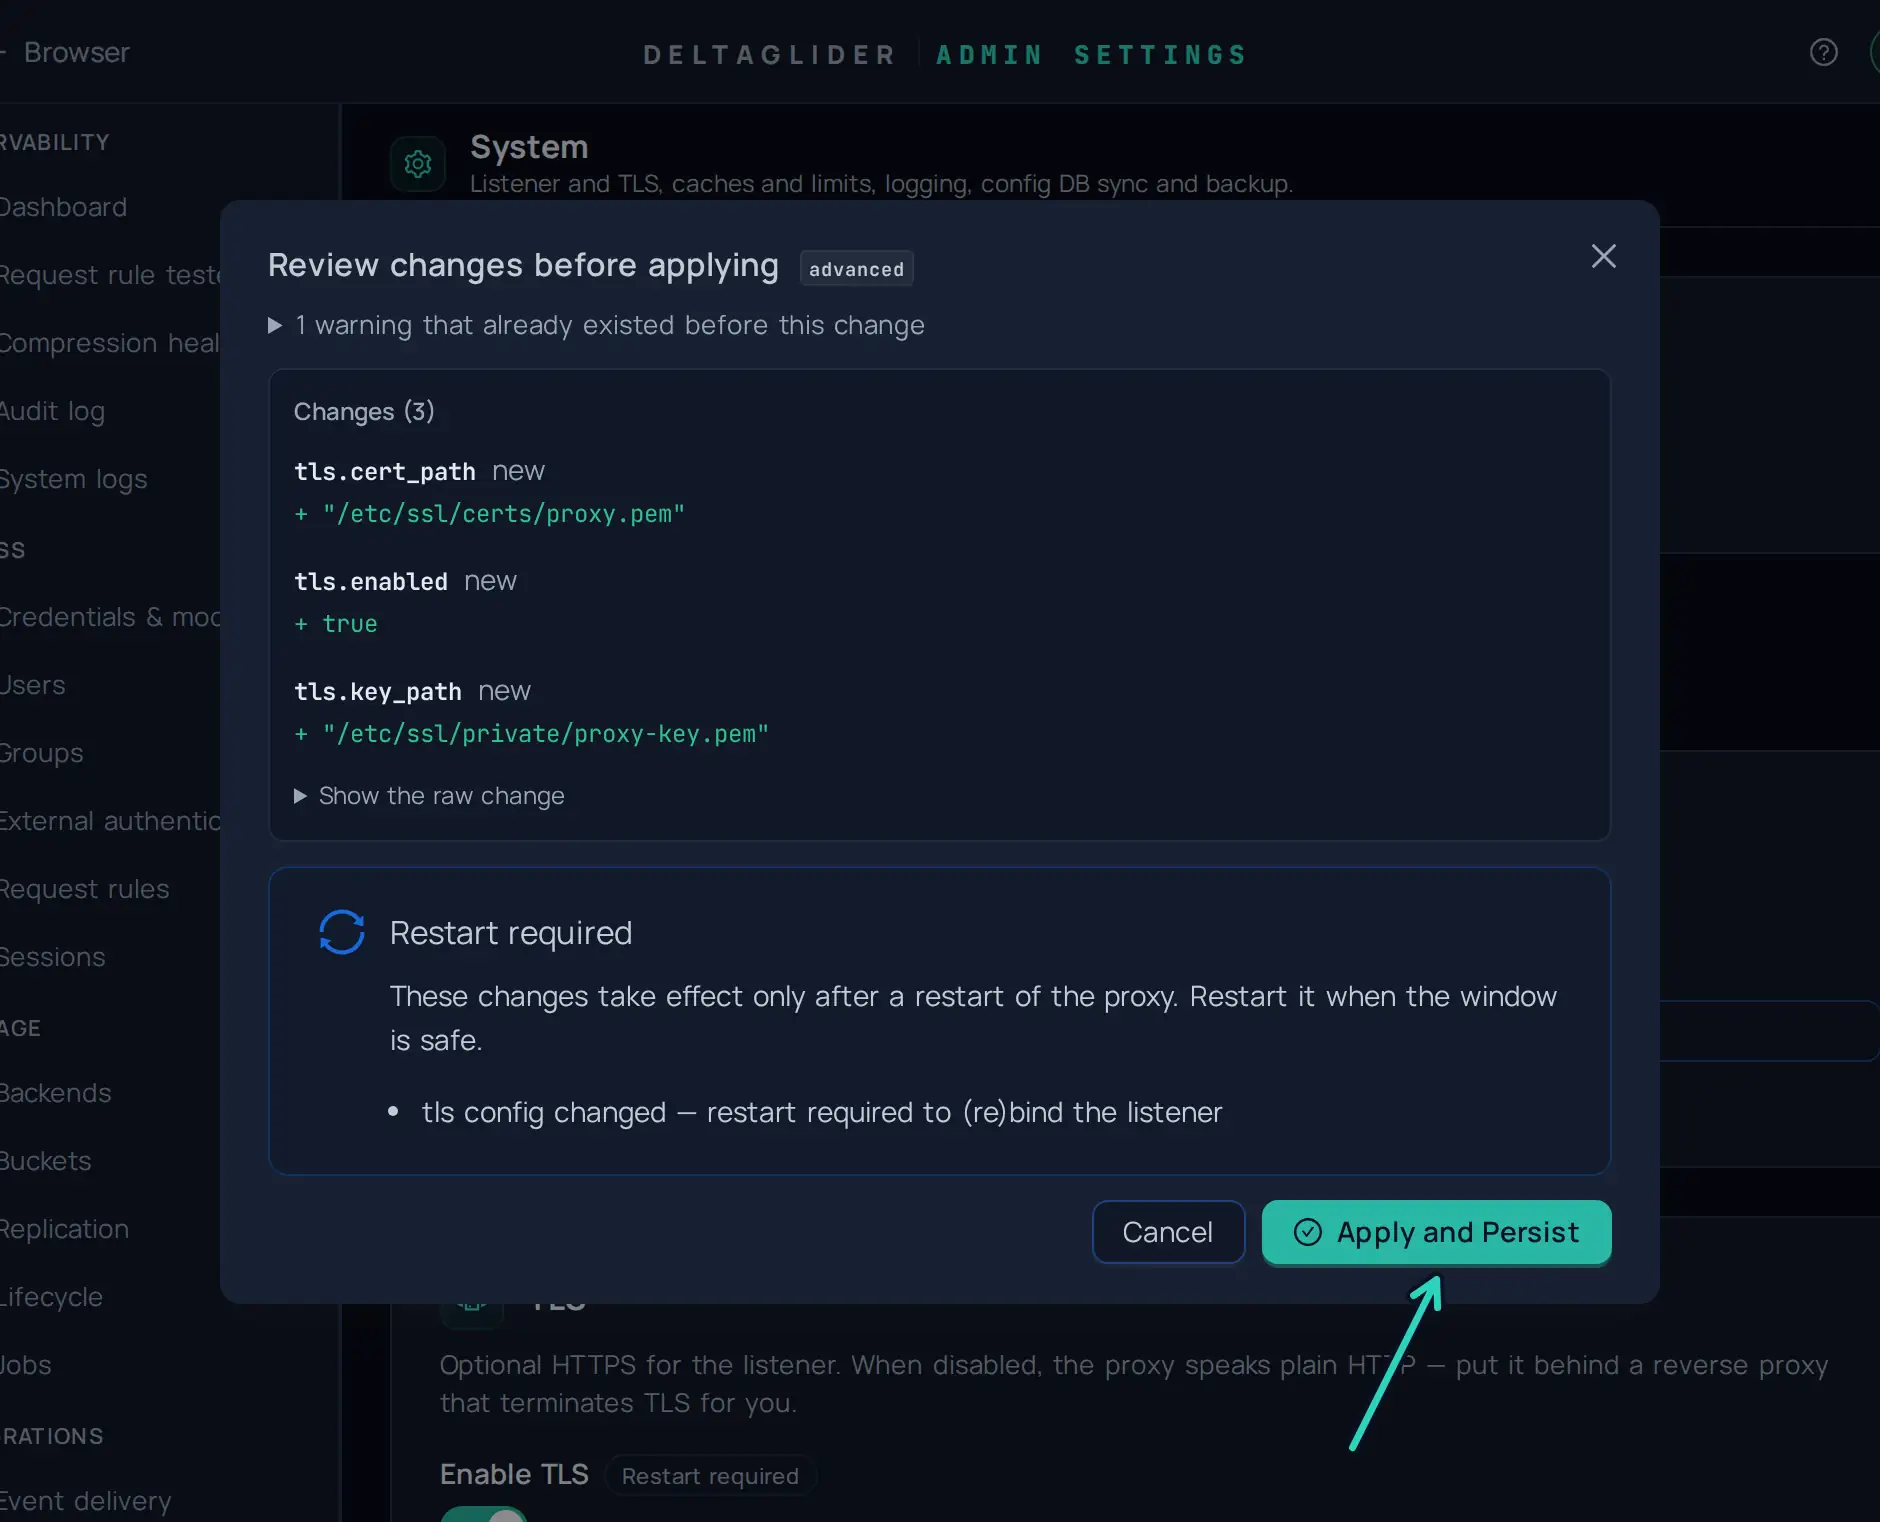 Browser
DELTAGLIDER ADMIN SETTINGS
RVABILITY
Dashboard
Request rule teste
Compression heal
Audit log
System logs
SS
Credentials & mod
Users
Groups
External authentic
Request rules
Sessions
AGE
Backends
Buckets
Replication
Lifecycle
Jobs
RATIONS
Event delivery
System
Listener and TLS, caches and limits, logging, config DB sync and backup.
Review changes before applying advanced
1 warning that already existed before this change
Changes (3)
tls.cert_path new
+ "/etc/ssl/certs/proxy.pem"
tls.enabled new
+ true
tls.key_path new
+ "/etc/ssl/private/proxy-key.pem"
Show the raw change
Restart required
These changes take effect only after a restart of the proxy. Restart it when the window
is safe.
• tls config changed — restart required to (re)bind the listener
Cancel
Apply and Persist
TLS
Optional HTTPS for the listener. When disabled, the proxy speaks plain HTTP — put it behind a reverse proxy
that terminates TLS for you.
Enable TLS Restart required